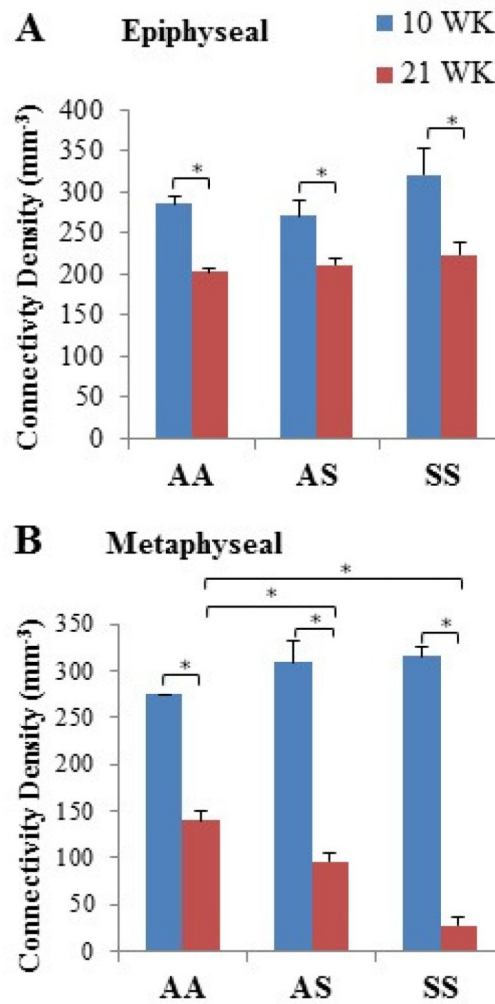 A Epiphyseal
10 WK
21 WK
Connectivty Density (mm-3)
400
350
300
250
200
150
100
50
0
* * *
AA AS SS
B Metaphyseal
Connectivity Density (mm-3)
350
300
250
200
150
100
50
0
*
*
* * *
AA AS SS